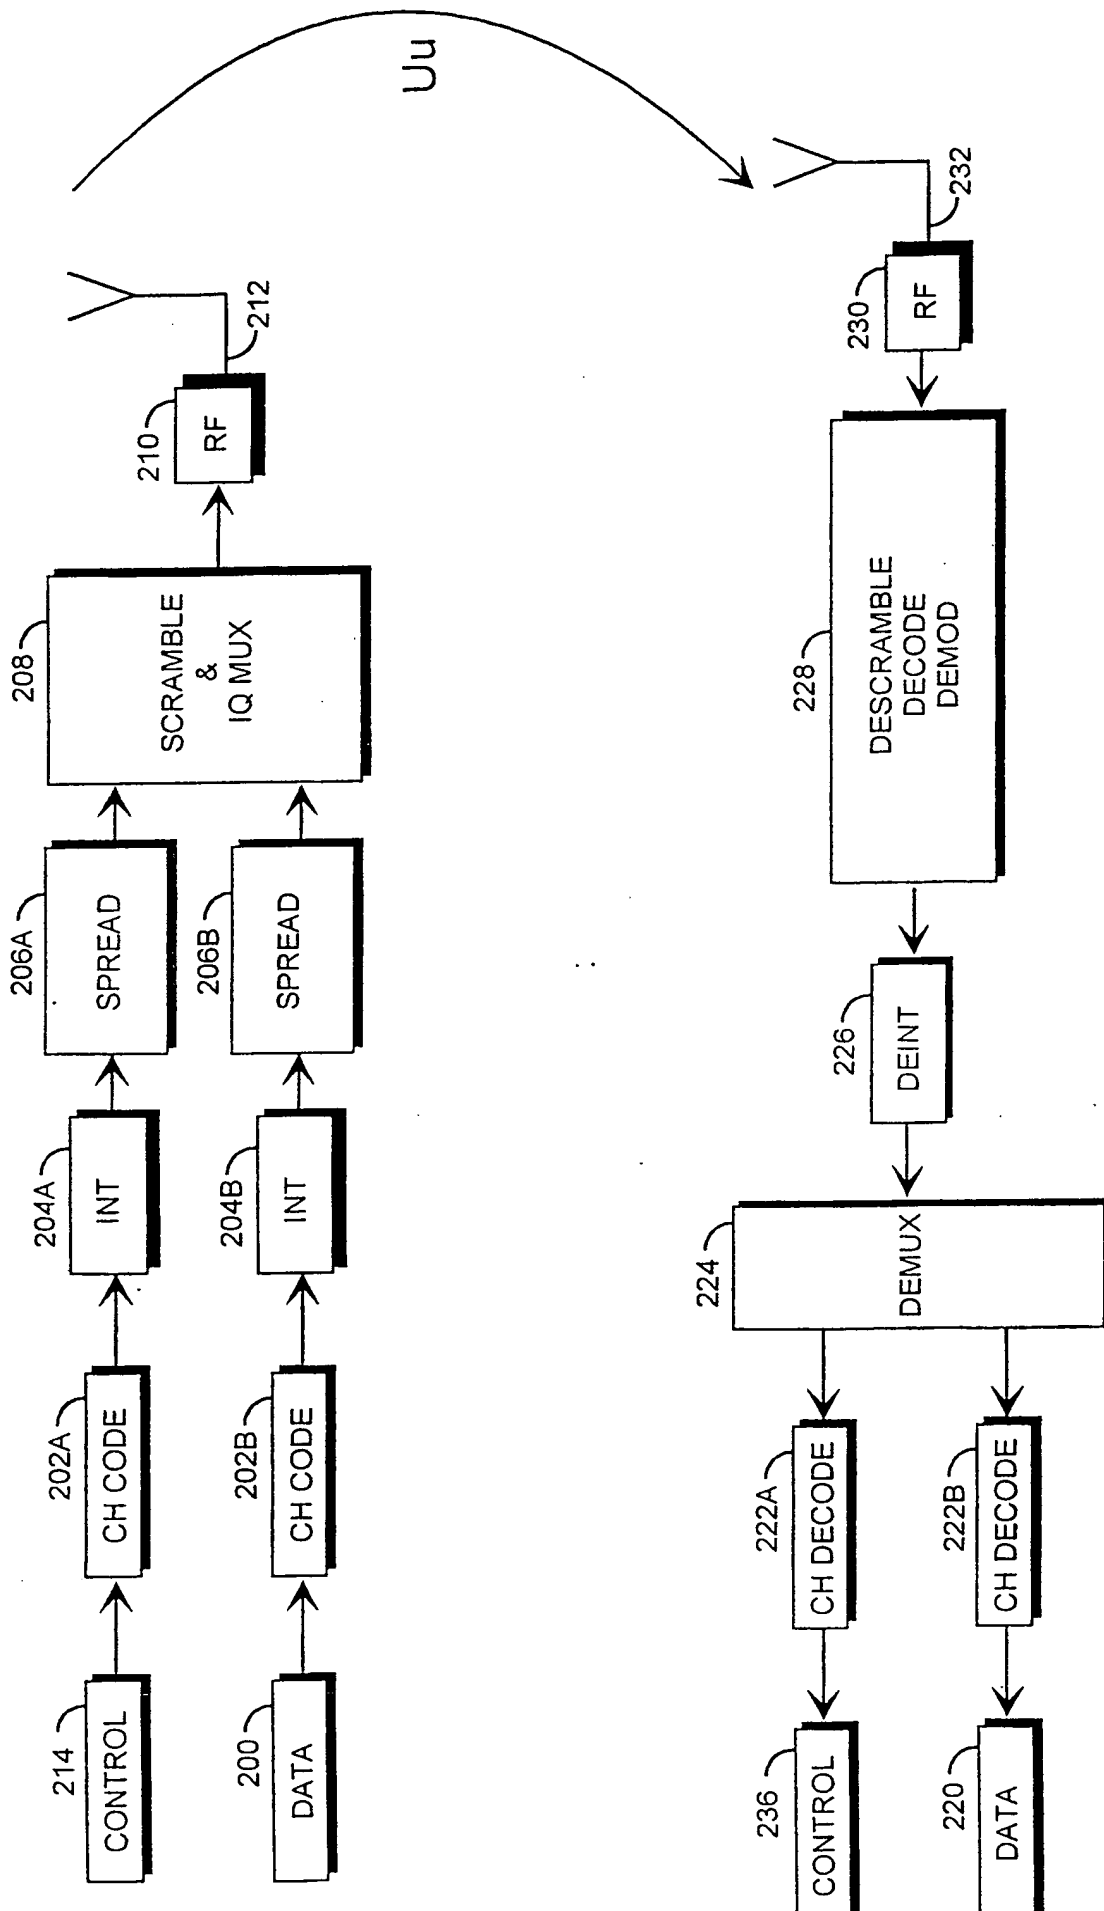 214
CONTROL
202A
CH CODE
204A
INT
206A
SPREAD
208
SCRAMBLE
&
IQ MUX
210
RF
212
200
DATA
202B
CH CODE
204B
INT
206B
SPREAD
Uu
236
CONTROL
222A
CH DECODE
224
DEMUX
226
DEINT
228
DESCRAMBLE
DECODE
DEMOD
230
RF
232
220
DATA
222B
CH DECODE